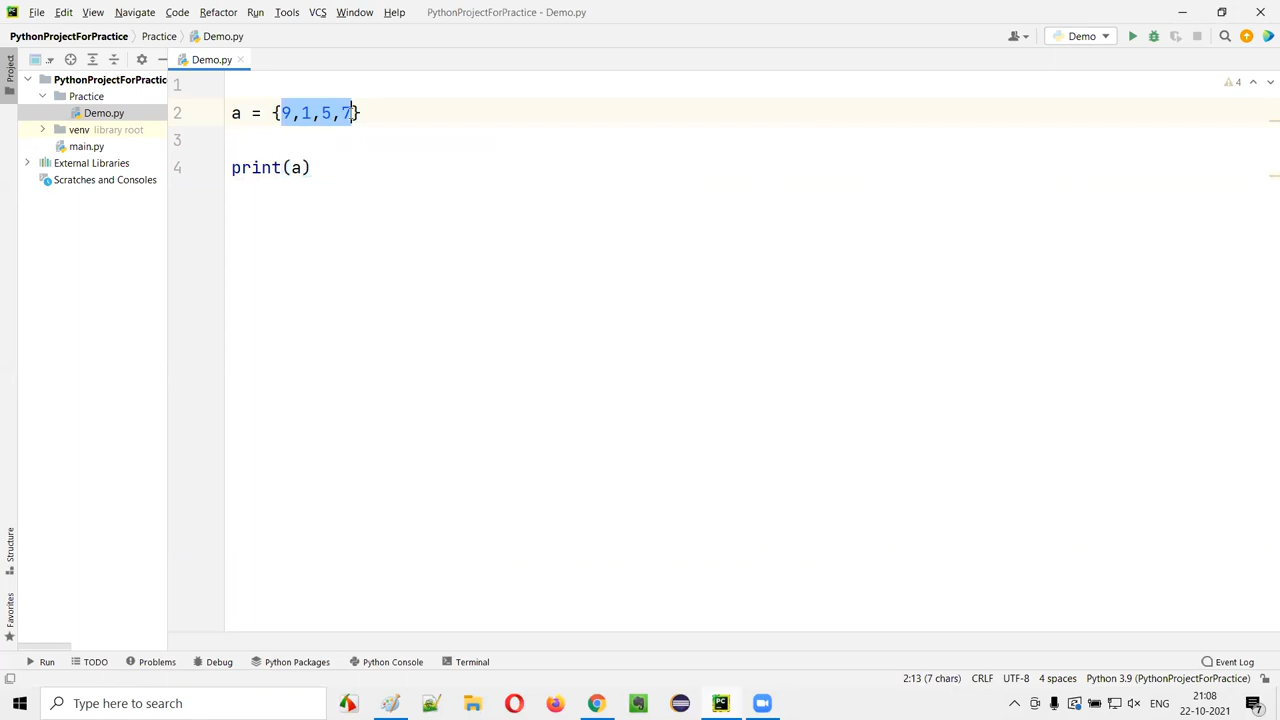 File Edit View Navigate Code Refactor Run Tools VCS Window Help PythonProjectForPractice - Demo.py
PythonProjectForPractice Practice Demo.py Demo
Project
Demo.py
PythonProjectForPractic
Practice
Demo.py
venv library root
main.py
External Libraries
Scratches and Consoles
1
2 a = {9,1,5,7}
3
4 print(a)
4
Structure
Favorites
Run TODO Problems Debug Python Packages Python Console Terminal Event Log
2:13 (7 chars) CRLF UTF-8 4 spaces Python 3.9 (PythonProjectForPractice)
Type here to search
ENG
21:08
22-10-2021
7